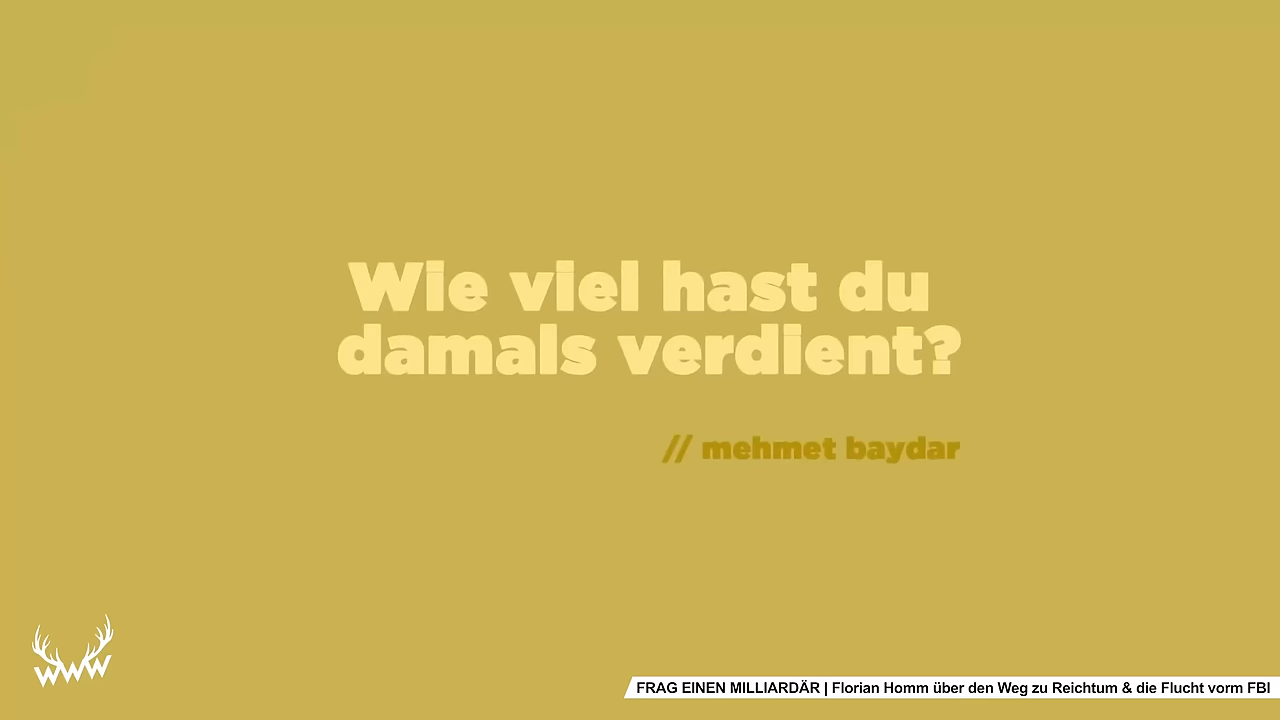 Wie viel hast du
damals verdient?
// mehmet baydar
WWW
FRAG EINEN MILLIARDÄR | Florian Homm über den Weg zu Reichtum & die Flucht vorm FBI